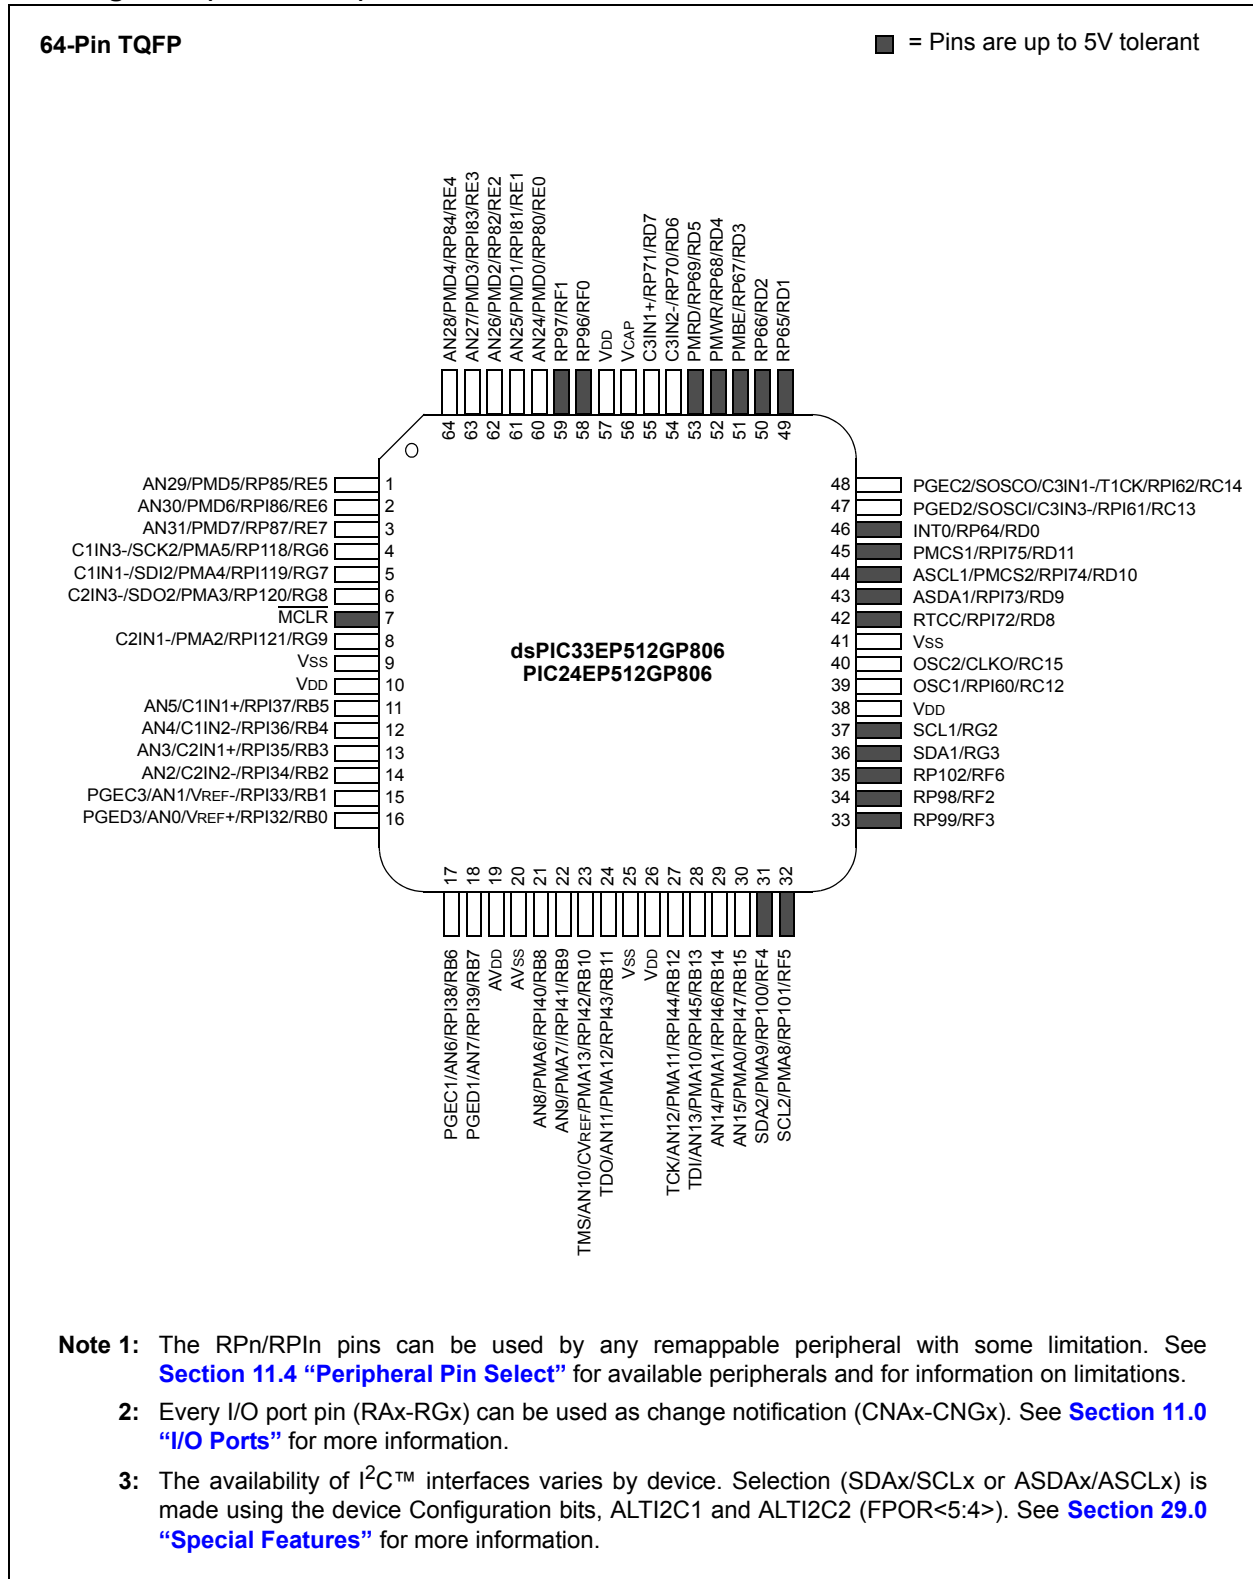 64-Pin TQFP
= Pins are up to 5V tolerant
AN28/PMD4/RP84/RE4
AN27/PMD3/RPI83/RE3
AN26/PMD2/RP82/RE2
AN25/PMD1/RPI81/RE1
AN24/PMD0/RP80/RE0
RP97/RF1
RP96/RF0
VDD
VCAP
C3IN1+/RP71/RD7
C3IN2-/RP70/RD6
PMRD/RP69/RD5
PMWR/RP68/RD4
PMBE/RP67/RD3
RP66/RD2
RP65/RD1
64
63
62
61
60
59
58
57
56
55
54
53
52
51
50
49
AN29/PMD5/RP85/RE5 1
AN30/PMD6/RPI86/RE6 2
AN31/PMD7/RP87/RE7 3
C1IN3-/SCK2/PMA5/RP118/RG6 4
C1IN1-/SDI2/PMA4/RPI119/RG7 5
C2IN3-/SDO2/PMA3/RP120/RG8 6
MCLR 7
C2IN1-/PMA2/RPI121/RG9 8
VSS 9
VDD 10
AN5/C1IN1+/RPI37/RB5 11
AN4/C1IN2-/RPI36/RB4 12
AN3/C2IN1+/RPI35/RB3 13
AN2/C2IN2-/RPI34/RB2 14
PGEC3/AN1/VREF-/RPI33/RB1 15
PGED3/AN0/VREF+/RPI32/RB0 16
dsPIC33EP512GP806
PIC24EP512GP806
48 PGEC2/SOSCO/C3IN1-/T1CK/RPI62/RC14
47 PGED2/SOSCI/C3IN3-/RPI61/RC13
46 INT0/RP64/RD0
45 PMCS1/RPI75/RD11
44 ASCL1/PMCS2/RPI74/RD10
43 ASDA1/RPI73/RD9
42 RTCC/RPI72/RD8
41 VSS
40 OSC2/CLKO/RC15
39 OSC1/RPI60/RC12
38 VDD
37 SCL1/RG2
36 SDA1/RG3
35 RP102/RF6
34 RP98/RF2
33 RP99/RF3
17
18
19
20
21
22
23
24
25
26
27
28
29
30
31
32
PGEC1/AN6/RPI38/RB6
PGED1/AN7/RPI39/RB7
AVDD
AVSS
AN8/PMA6/RPI40/RB8
AN9/PMA7//RPI41/RB9
TMS/AN10/CVREF/PMA13/RPI42/RB10
TDO/AN11/PMA12/RPI43/RB11
VSS
VDD
TCK/AN12/PMA11/RPI44/RB12
TDI/AN13/PMA10/RPI45/RB13
AN14/PMA1/RPI46/RB14
AN15/PMA0/RPI47/RB15
SDA2/PMA9/RP100/RF4
SCL2/PMA8/RP101/RF5
Note 1: The RPn/RPIn pins can be used by any remappable peripheral with some limitation. See
Section 11.4 “Peripheral Pin Select” for available peripherals and for information on limitations.
2: Every I/O port pin (RAx-RGx) can be used as change notification (CNAx-CNGx). See Section 11.0
“I/O Ports” for more information.
3: The availability of I2C™ interfaces varies by device. Selection (SDAx/SCLx or ASDAx/ASCLx) is
made using the device Configuration bits, ALTI2C1 and ALTI2C2 (FPOR<5:4>). See Section 29.0
“Special Features” for more information.